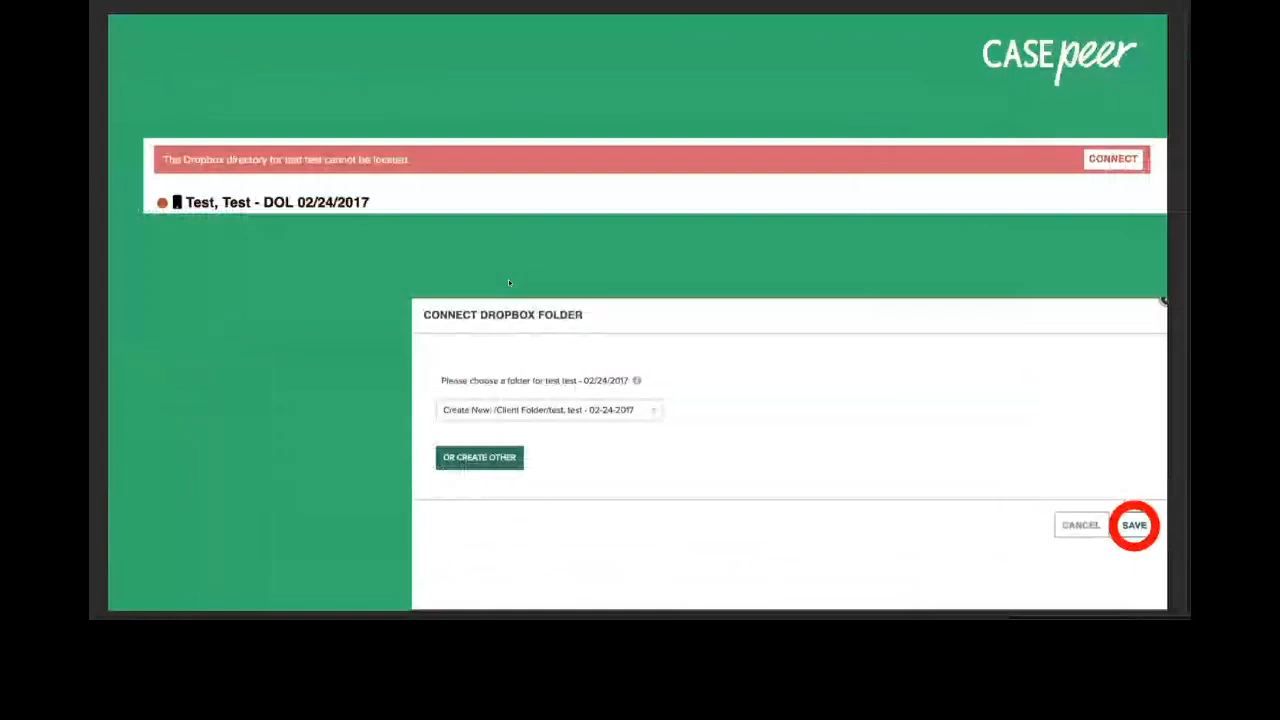 CASEpeer
The Dropbox directory for test test cannot be located.
CONNECT
Test, Test - DOL 02/24/2017
CONNECT DROPBOX FOLDER
Please choose a folder for test test - 02/24/2017
Create New: /Client Folder/test, test - 02-24-2017
OR CREATE OTHER
CANCEL
SAVE